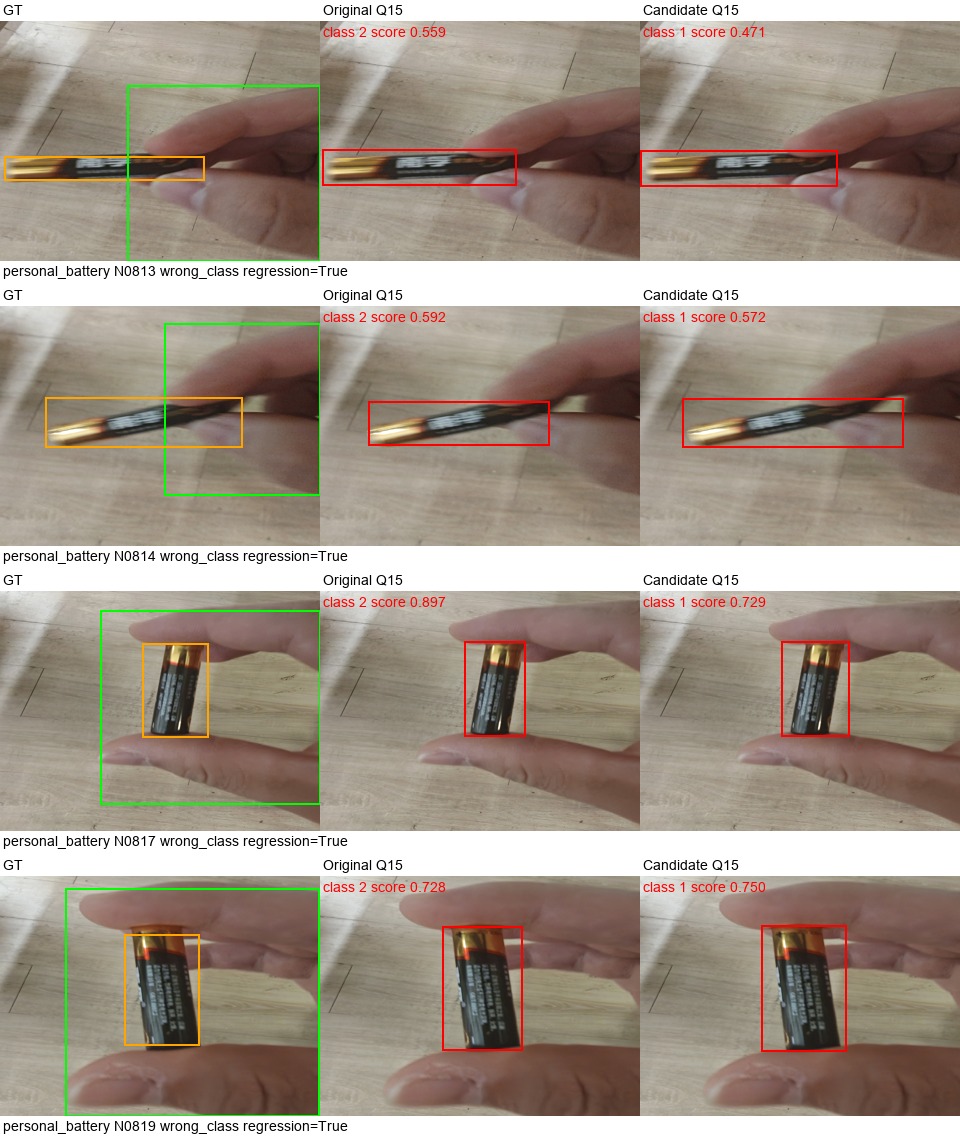 GT
Original Q15
Candidate Q15
class 2 score 0.559
class 1 score 0.471
personal_battery N0813 wrong_class regression=True
GT
Original Q15
Candidate Q15
class 2 score 0.592
class 1 score 0.572
personal_battery N0814 wrong_class regression=True
GT
Original Q15
Candidate Q15
class 2 score 0.897
class 1 score 0.729
personal_battery N0817 wrong_class regression=True
GT
Original Q15
Candidate Q15
class 2 score 0.728
class 1 score 0.750
personal_battery N0819 wrong_class regression=True